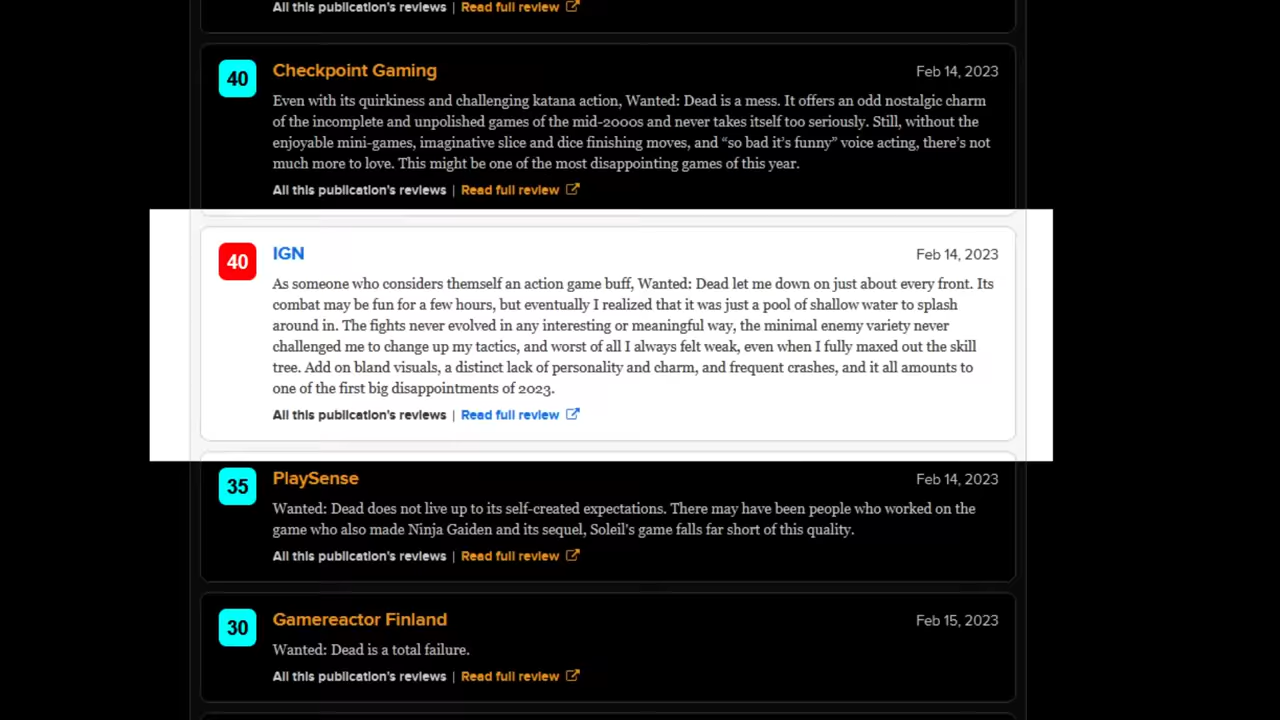 All this publication's reviews | Read full review
40
Checkpoint Gaming
Feb 14, 2023
Even with its quirkiness and challenging katana action, Wanted: Dead is a mess. It offers an odd nostalgic charm
of the incomplete and unpolished games of the mid-2000s and never takes itself too seriously. Still, without the
enjoyable mini-games, imaginative slice and dice finishing moves, and “so bad it’s funny” voice acting, there’s not
much more to love. This might be one of the most disappointing games of this year.
All this publication's reviews | Read full review
40
IGN
Feb 14, 2023
As someone who considers themself an action game buff, Wanted: Dead let me down on just about every front. Its
combat may be fun for a few hours, but eventually I realized that it was just a pool of shallow water to splash
around in. The fights never evolved in any interesting or meaningful way, the minimal enemy variety never
challenged me to change up my tactics, and worst of all I always felt weak, even when I fully maxed out the skill
tree. Add on bland visuals, a distinct lack of personality and charm, and frequent crashes, and it all amounts to
one of the first big disappointments of 2023.
All this publication's reviews | Read full review
35
PlaySense
Feb 14, 2023
Wanted: Dead does not live up to its self-created expectations. There may have been people who worked on the
game who also made Ninja Gaiden and its sequel, Soleil's game falls far short of this quality.
All this publication's reviews | Read full review
30
Gamereactor Finland
Feb 15, 2023
Wanted: Dead is a total failure.
All this publication's reviews | Read full review